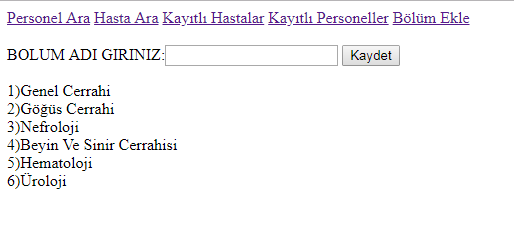 Personel Ara Hasta Ara Kayıtlı Hastalar Kayıtlı Personeller Bölüm Ekle
BOLUM ADI GIRINIZ: Kaydet
1)Genel Cerrahi
2)Göğüs Cerrahi
3)Nefroloji
4)Beyin Ve Sinir Cerrahisi
5)Hematoloji
6)Üroloji